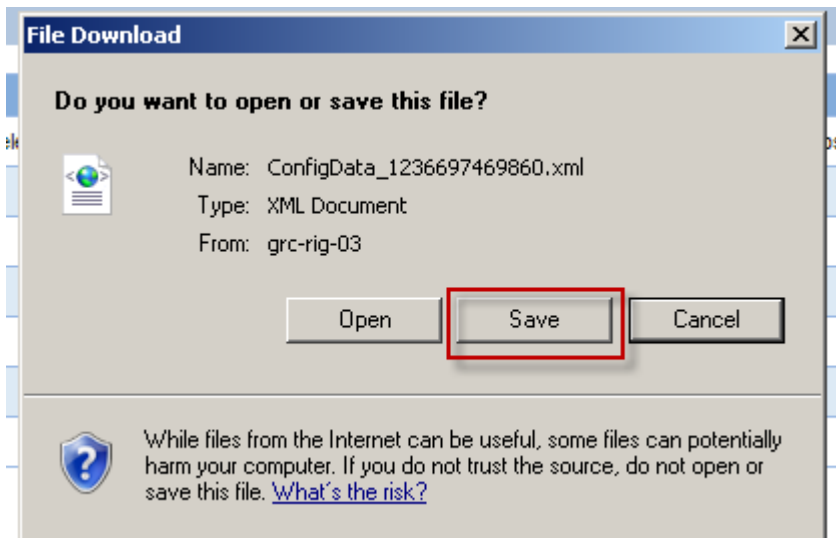 File Download
Do you want to open or save this file?
Name: ConfigData_1236697469860.xml
Type: XML Document
From: grc-rig-03
Open Save Cancel
While files from the Internet can be useful, some files can potentially
harm your computer. If you do not trust the source, do not open or
save this file. What's the risk?